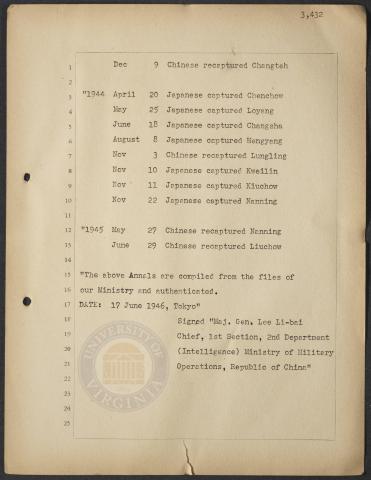 3,432
1 Dec 9 Chinese recaptured Changteh
2
3 "1944 April 20 Japanese captured Chenchow
4 May 25 Japanese captured Loyang
5 June 18 Japanese captured Changsha
6 August 8 Japanese captured Hengyang
7 Nov 3 Chinese recaptured Lungling
8 Nov 10 Japanese captured Kweilin
9 Nov 11 Japanese captured Kiuchow
10 Nov 22 Japanese captured Nanning
11
12 "1945 May 27 Chinese recaptured Nanning
13 June 29 Chinese recaptured Liuchow
14
15 "The above Annals are compiled from the files of
16 our Ministry and authenticated.
17 DATE: 17 June 1946, Tokyo"
18 Signed "Maj. Gen. Lee Li-bai
19 Chief, 1st Section, 2nd Department
20 (Intelligence) Ministry of Military
21 Operations, Republic of China"
22
23
24
25
UNIVERSITY OF VIRGINIA